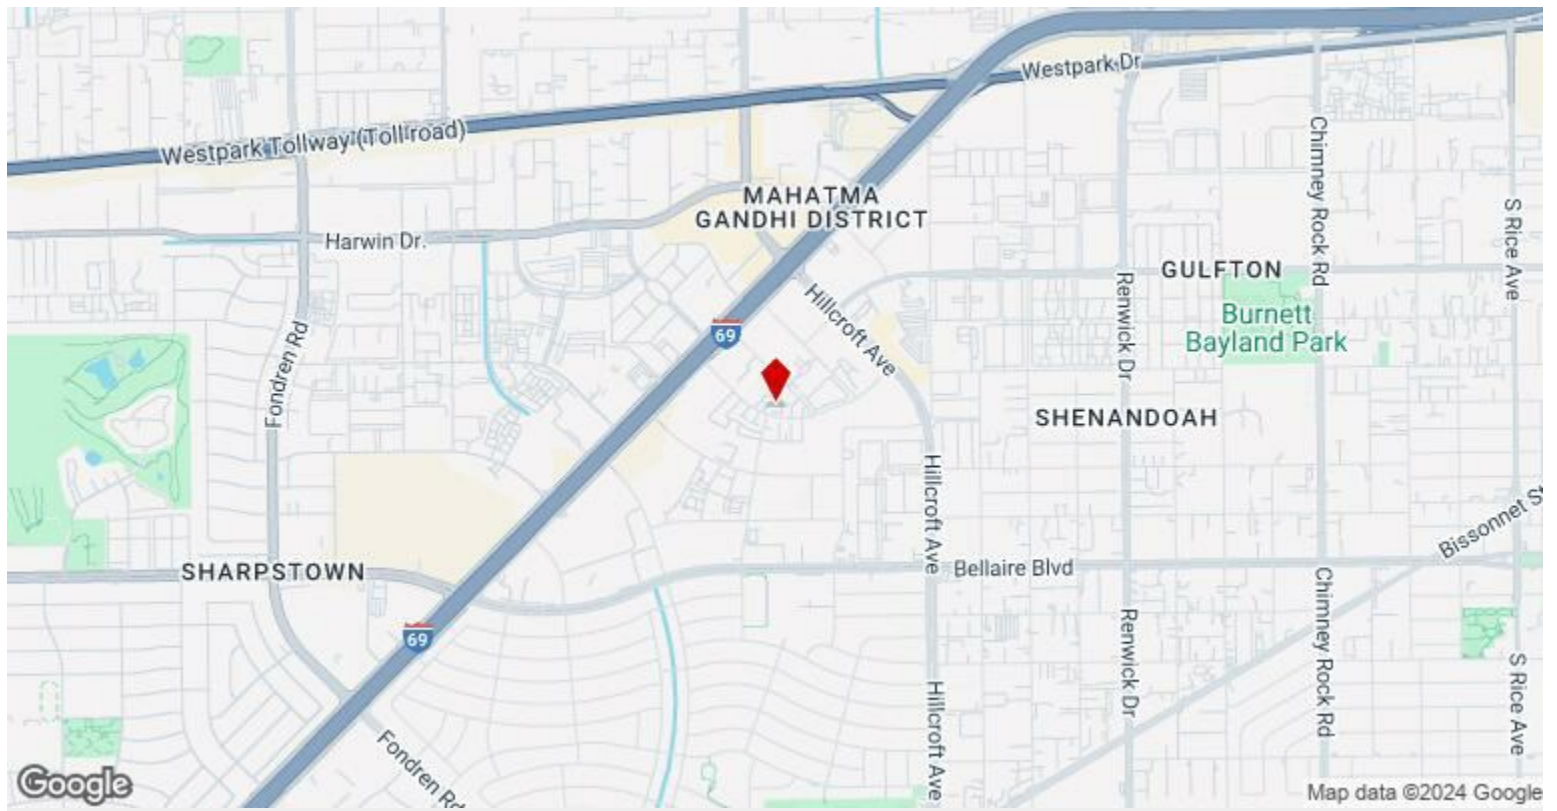 Westpark Dr
Westpark Tollway (Toll road)
Chimney Rock Rd
MAHATMA
GANDHI DISTRICT
S Rice Ave
Harwin Dr.
GULFTON
Renwick Dr
Hillcroft Ave
Burnett
Bayland Park
69
Fondren Rd
SHENANDOAH
Hillcroft Ave
Bissonnet St
SHARPSTOWN
Bellaire Blvd
Chimney Rock Rd
69
Renwick Dr
S Rice Ave
Hillcroft Ave
Fondren Rd
Google
Map data ©2024 Google